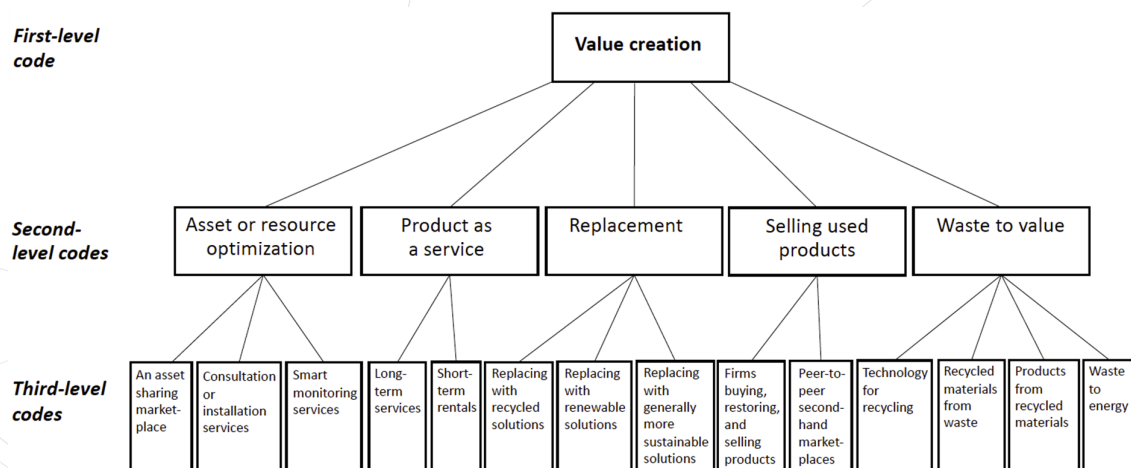 First-level
code
Value creation
Second-
level codes
Asset or resource
optimization
Product as
a service
Replacement
Selling used
products
Waste to value
Third-level
codes
An asset
sharing
market-
place
Consultation
or
installation
services
Smart
monitoring
services
Long-
term
services
Short-
term
rentals
Replacing
with
recycled
solutions
Replacing
with
renewable
solutions
Replacing
with
generally
more
sustainable
solutions
Firms
buying,
restoring,
and
selling
products
Peer-to-
peer
second-
hand
market-
places
Technology
for
recycling
Recycled
materials
from
waste
Products
from
recycled
materials
Waste
to
energy